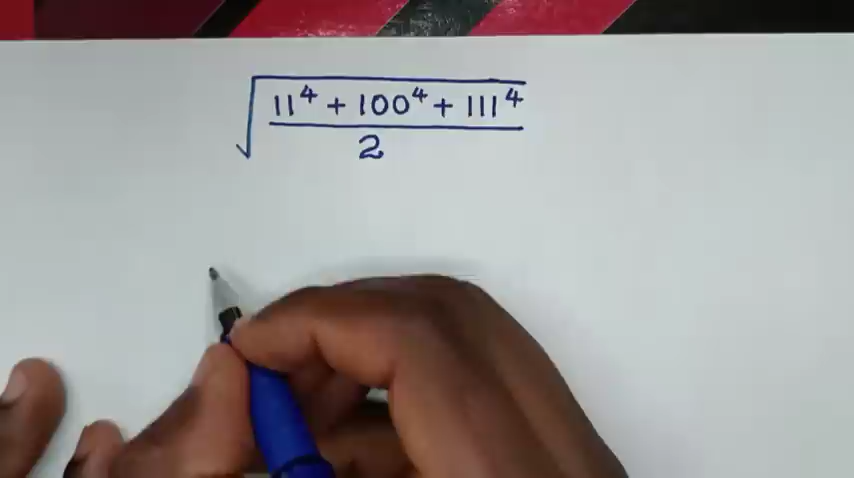 √((11⁴ + 100⁴ + 111⁴)/2)